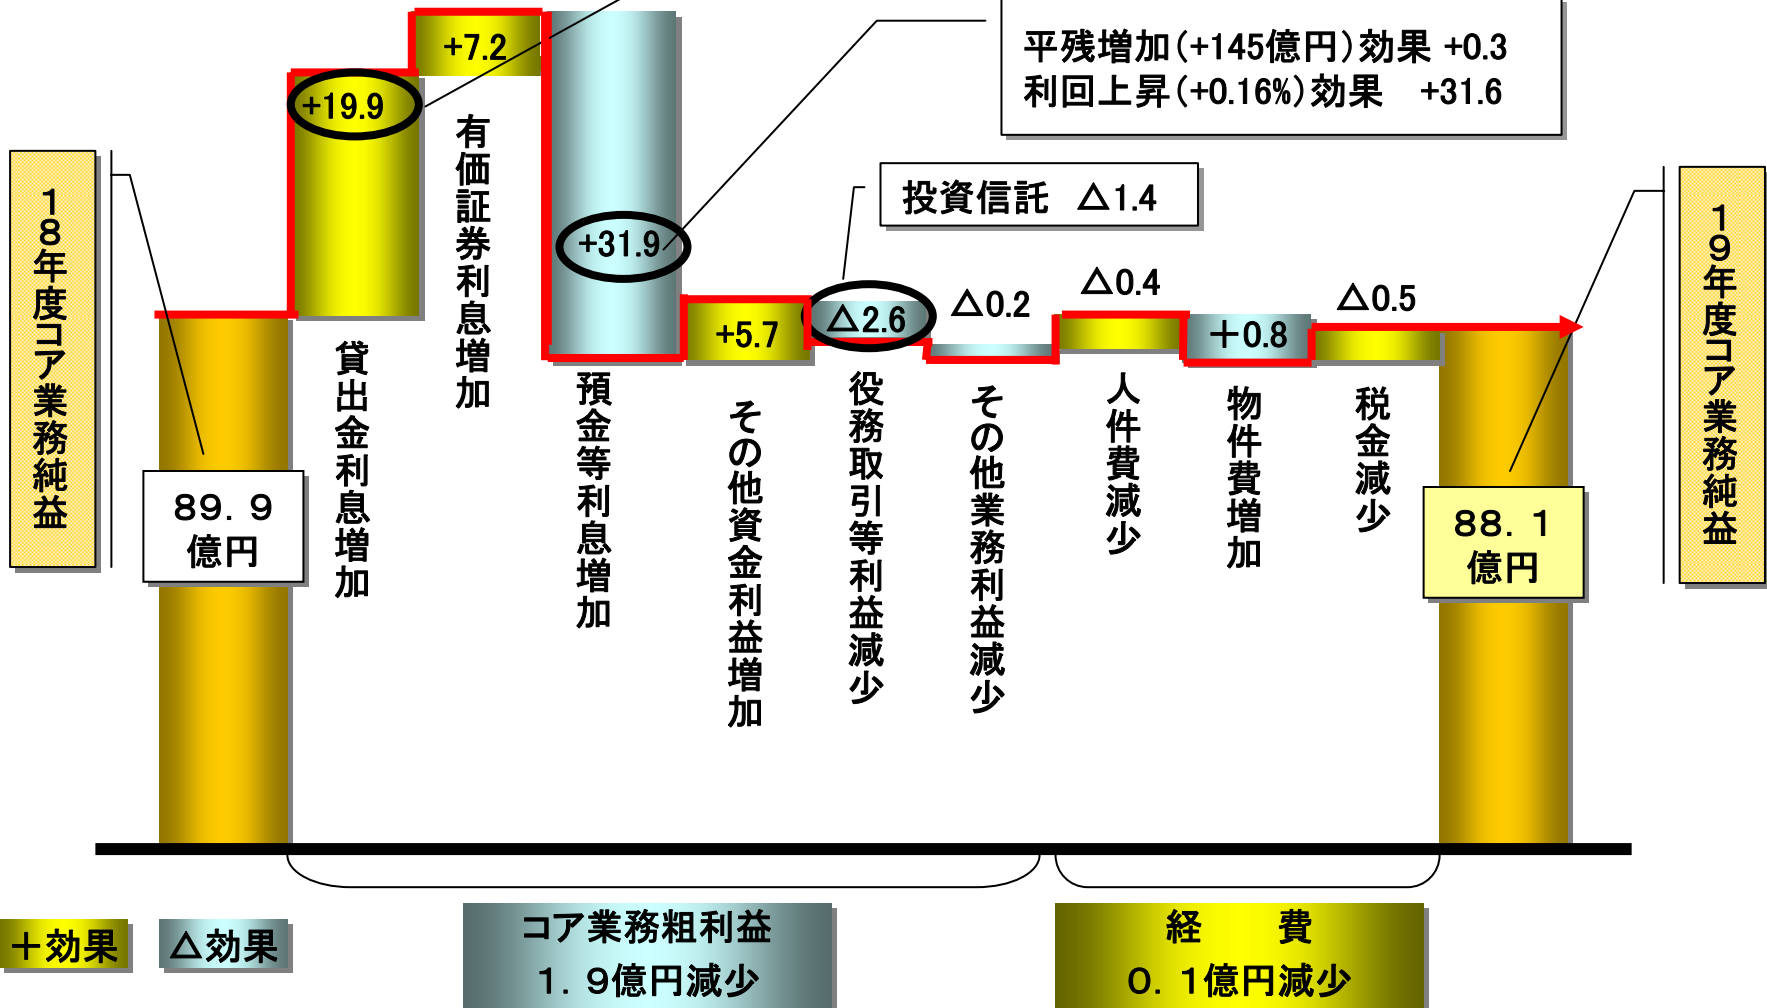 平残増加(+145億円)効果 +0.3
利回上昇(+0.16%)効果 +31.6
+7.2
+19.9
+31.9
投資信託 △1.4
+5.7
△2.6
△0.2
△0.4
＋0.8
△0.5
１８年度コア業務純益
89．9
億円
貸出金利息増加
有価証券利息増加
預金等利息増加
その他資金利益増加
役務取引等利益減少
その他業務利益減少
人件費減少
物件費増加
税金減少
１９年度コア業務純益
88．1
億円
＋効果
△効果
コア業務粗利益
1．9億円減少
経　費
0．1億円減少